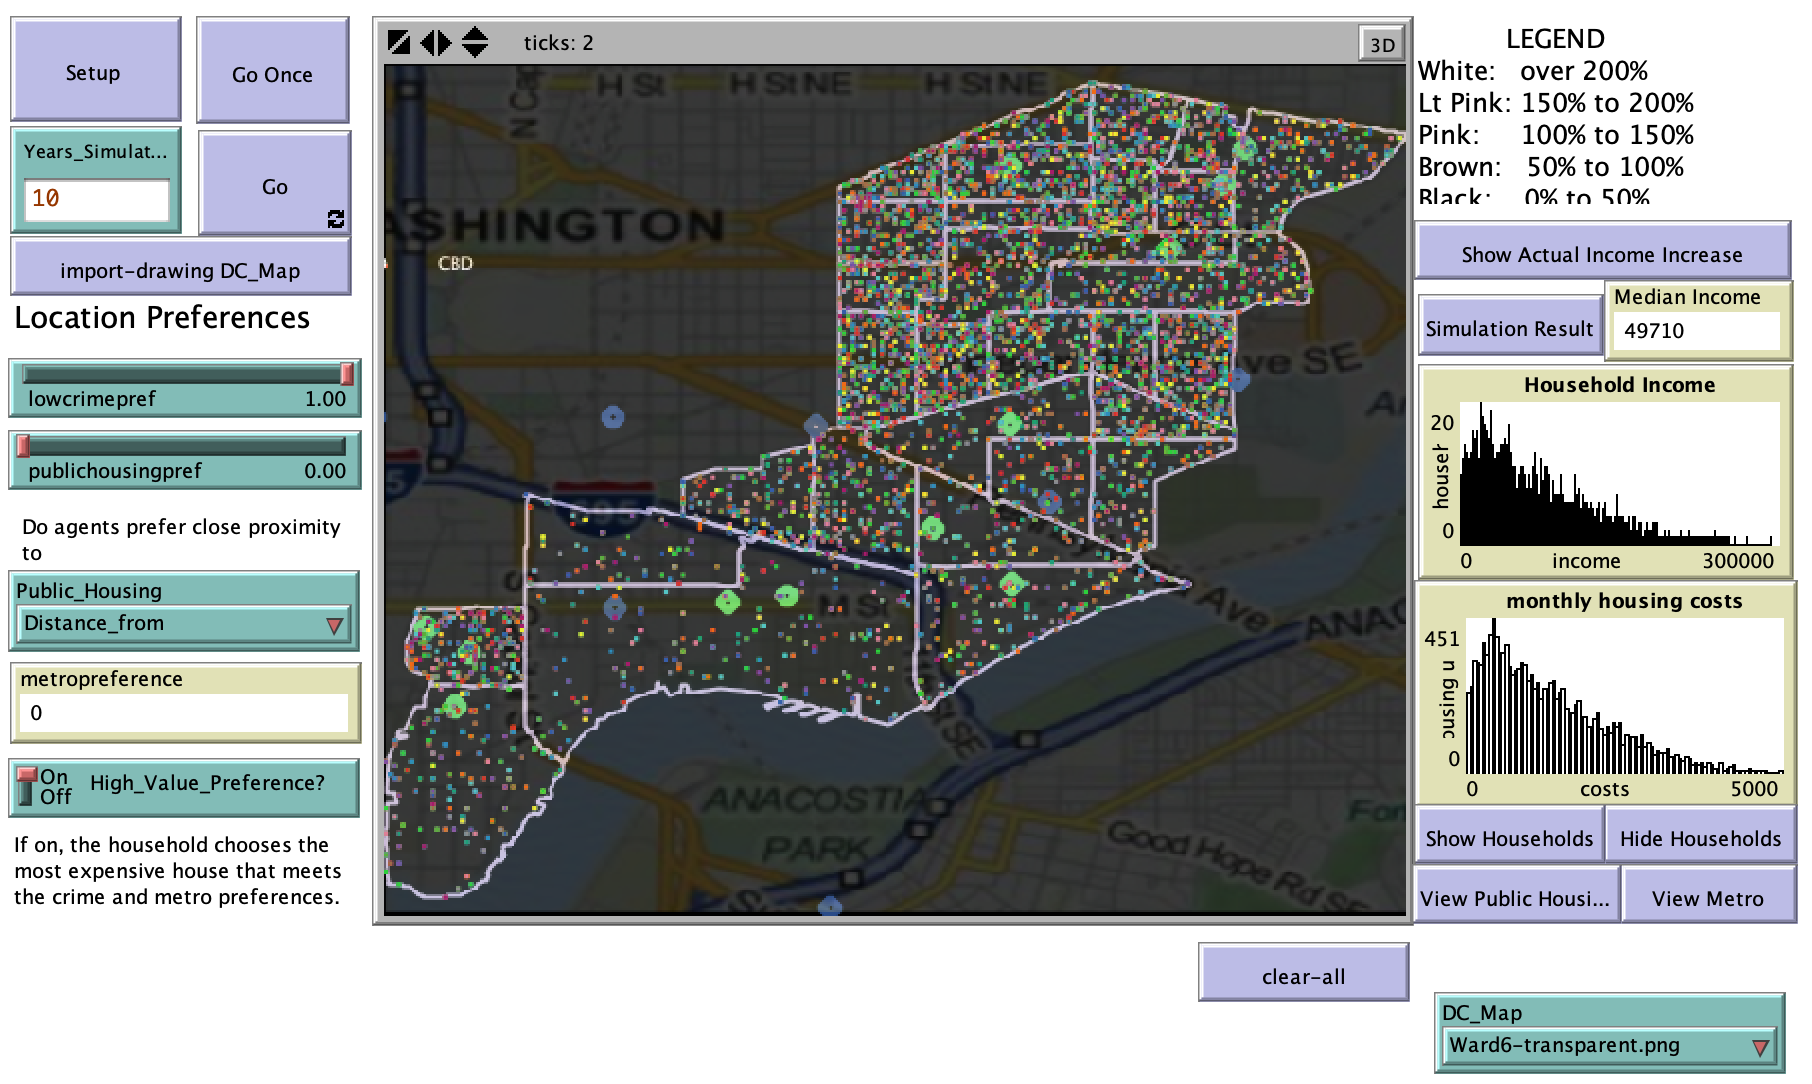 Setup
Go Once
Years_Simulat...
10
Go
import-drawing DC_Map
Location Preferences
lowcrimepref 1.00
publichousingpref 0.00
Do agents prefer close proximity
to
Public_Housing
Distance_from
metropreference
0
On
Off
High_Value_Preference?
If on, the household chooses the
most expensive house that meets
the crime and metro preferences.
ticks: 2
3D
H St
H St NE
H St NE
N Cap
ASHINGTON
CBD
Ave SE
M St
Ave
ANAC
ANACOSTIA
PARK
Good Hope Rd SE
LEGEND
White: over 200%
Lt Pink: 150% to 200%
Pink: 100% to 150%
Brown: 50% to 100%
Black: 0% to 50%
Show Actual Income Increase
Simulation Result
Median Income
49710
Household Income
20
househ
0
0 income 300000
monthly housing costs
451
0
0 costs 5000
Show Households
Hide Households
View Public Housi...
View Metro
clear-all
DC_Map
Ward6-transparent.png